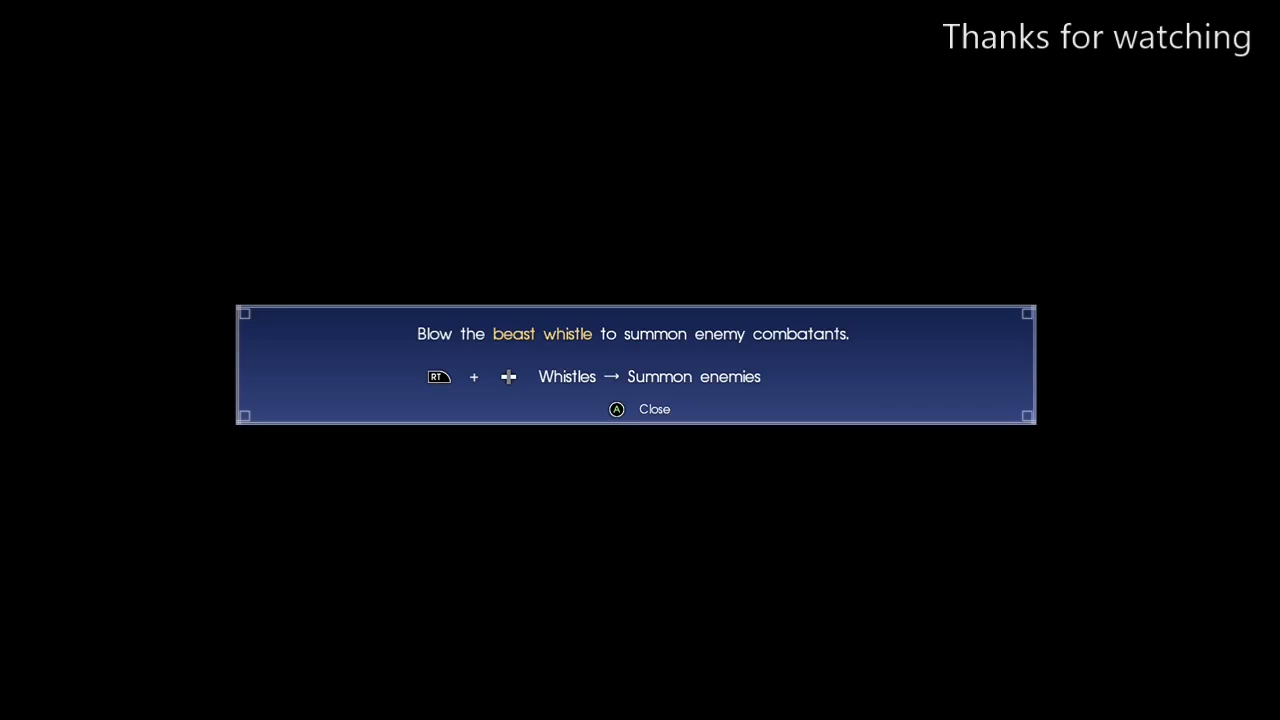 Thanks for watching
Blow the beast whistle to summon enemy combatants.
RT + Whistles → Summon enemies
A Close